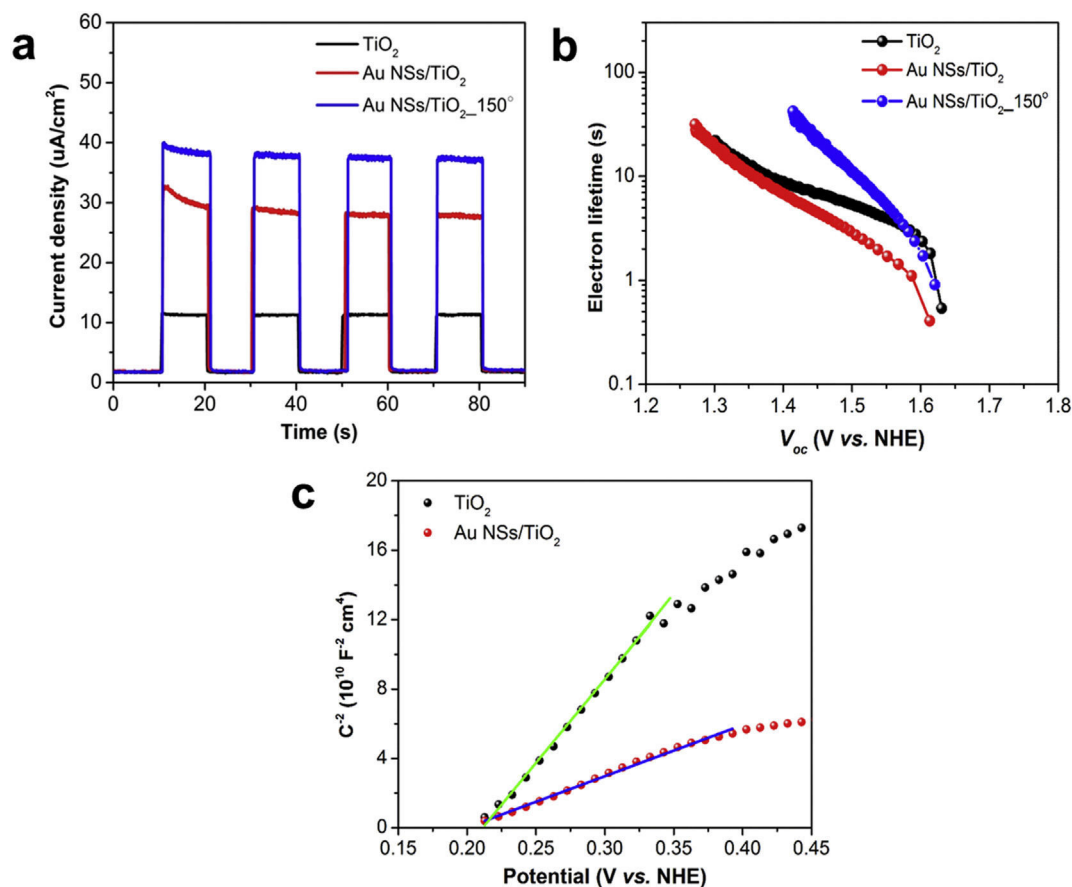 a
TiO2
Au NSs/TiO2
Au NSs/TiO2_150°
60
50
40
30
20
10
0
Current density (uA/cm2)
0 20 40 60 80
Time (s)
b
TiO2
Au NSs/TiO2
Au NSs/TiO2_150°
100
10
1
0.1
Electron lifetime (s)
1.2 1.3 1.4 1.5 1.6 1.7 1.8
Voc (V vs. NHE)
c
TiO2
Au NSs/TiO2
20
16
12
8
4
0
C-2 (1010 F-2 cm4)
0.15 0.20 0.25 0.30 0.35 0.40 0.45
Potential (V vs. NHE)